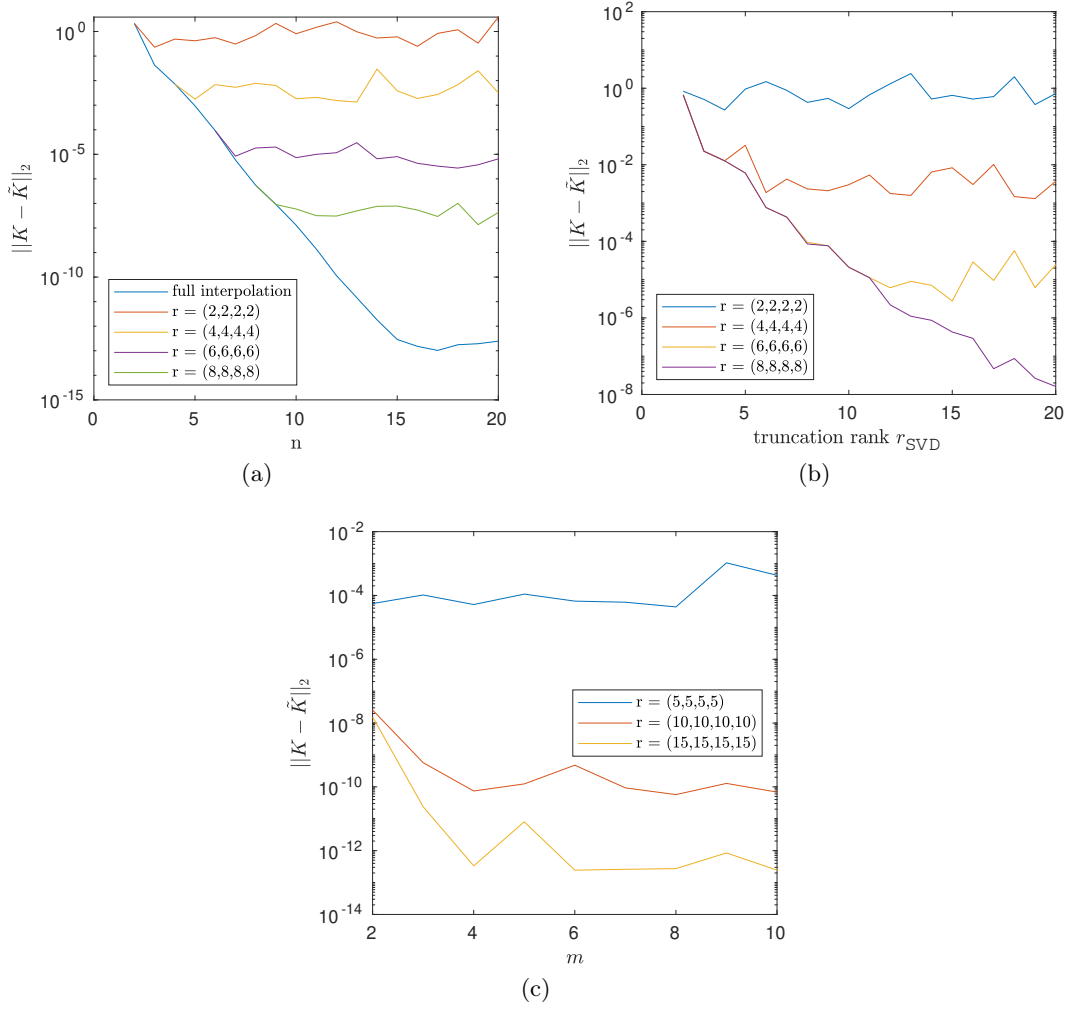 10^0
10^-5
10^-10
10^-15
||K − K̃||_2
0 5 10 15 20
n
full interpolation
r = (2,2,2,2)
r = (4,4,4,4)
r = (6,6,6,6)
r = (8,8,8,8)
(a)
10^2
10^0
10^-2
10^-4
10^-6
10^-8
||K − K̃||_2
0 5 10 15 20
truncation rank r_SVD
r = (2,2,2,2)
r = (4,4,4,4)
r = (6,6,6,6)
r = (8,8,8,8)
(b)
10^-2
10^-4
10^-6
10^-8
10^-10
10^-12
10^-14
||K − K̃||_2
2 4 6 8 10
m
r = (5,5,5,5)
r = (10,10,10,10)
r = (15,15,15,15)
(c)